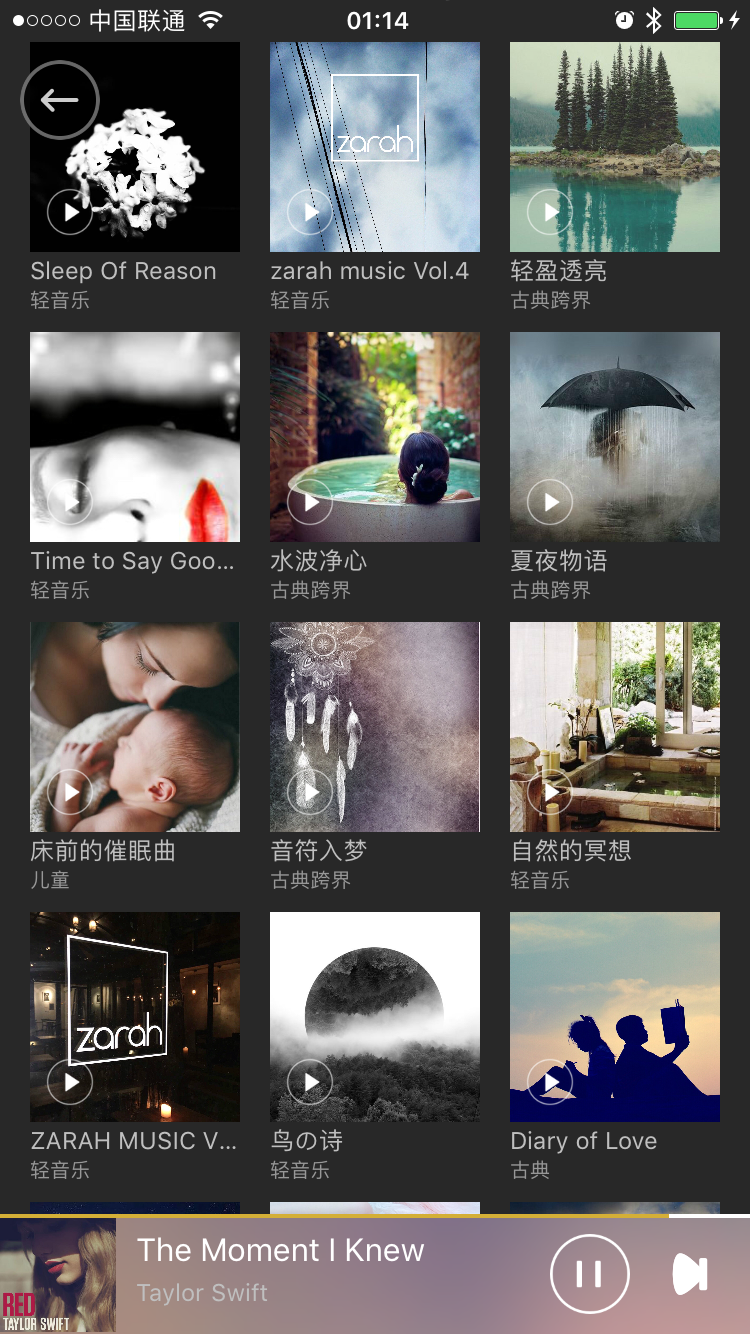 中国联通
01:14
zarah
Sleep Of Reason
轻音乐
zarah music Vol.4
轻音乐
轻盈透亮
古典跨界
Time to Say Goo...
轻音乐
水波净心
古典跨界
夏夜物语
古典跨界
床前的催眠曲
儿童
音符入梦
古典跨界
自然的冥想
轻音乐
zarah
ZARAH MUSIC V...
轻音乐
鸟の诗
轻音乐
Diary of Love
古典
The Moment I Knew
Taylor Swift
RED
TAYLOR SWIFT